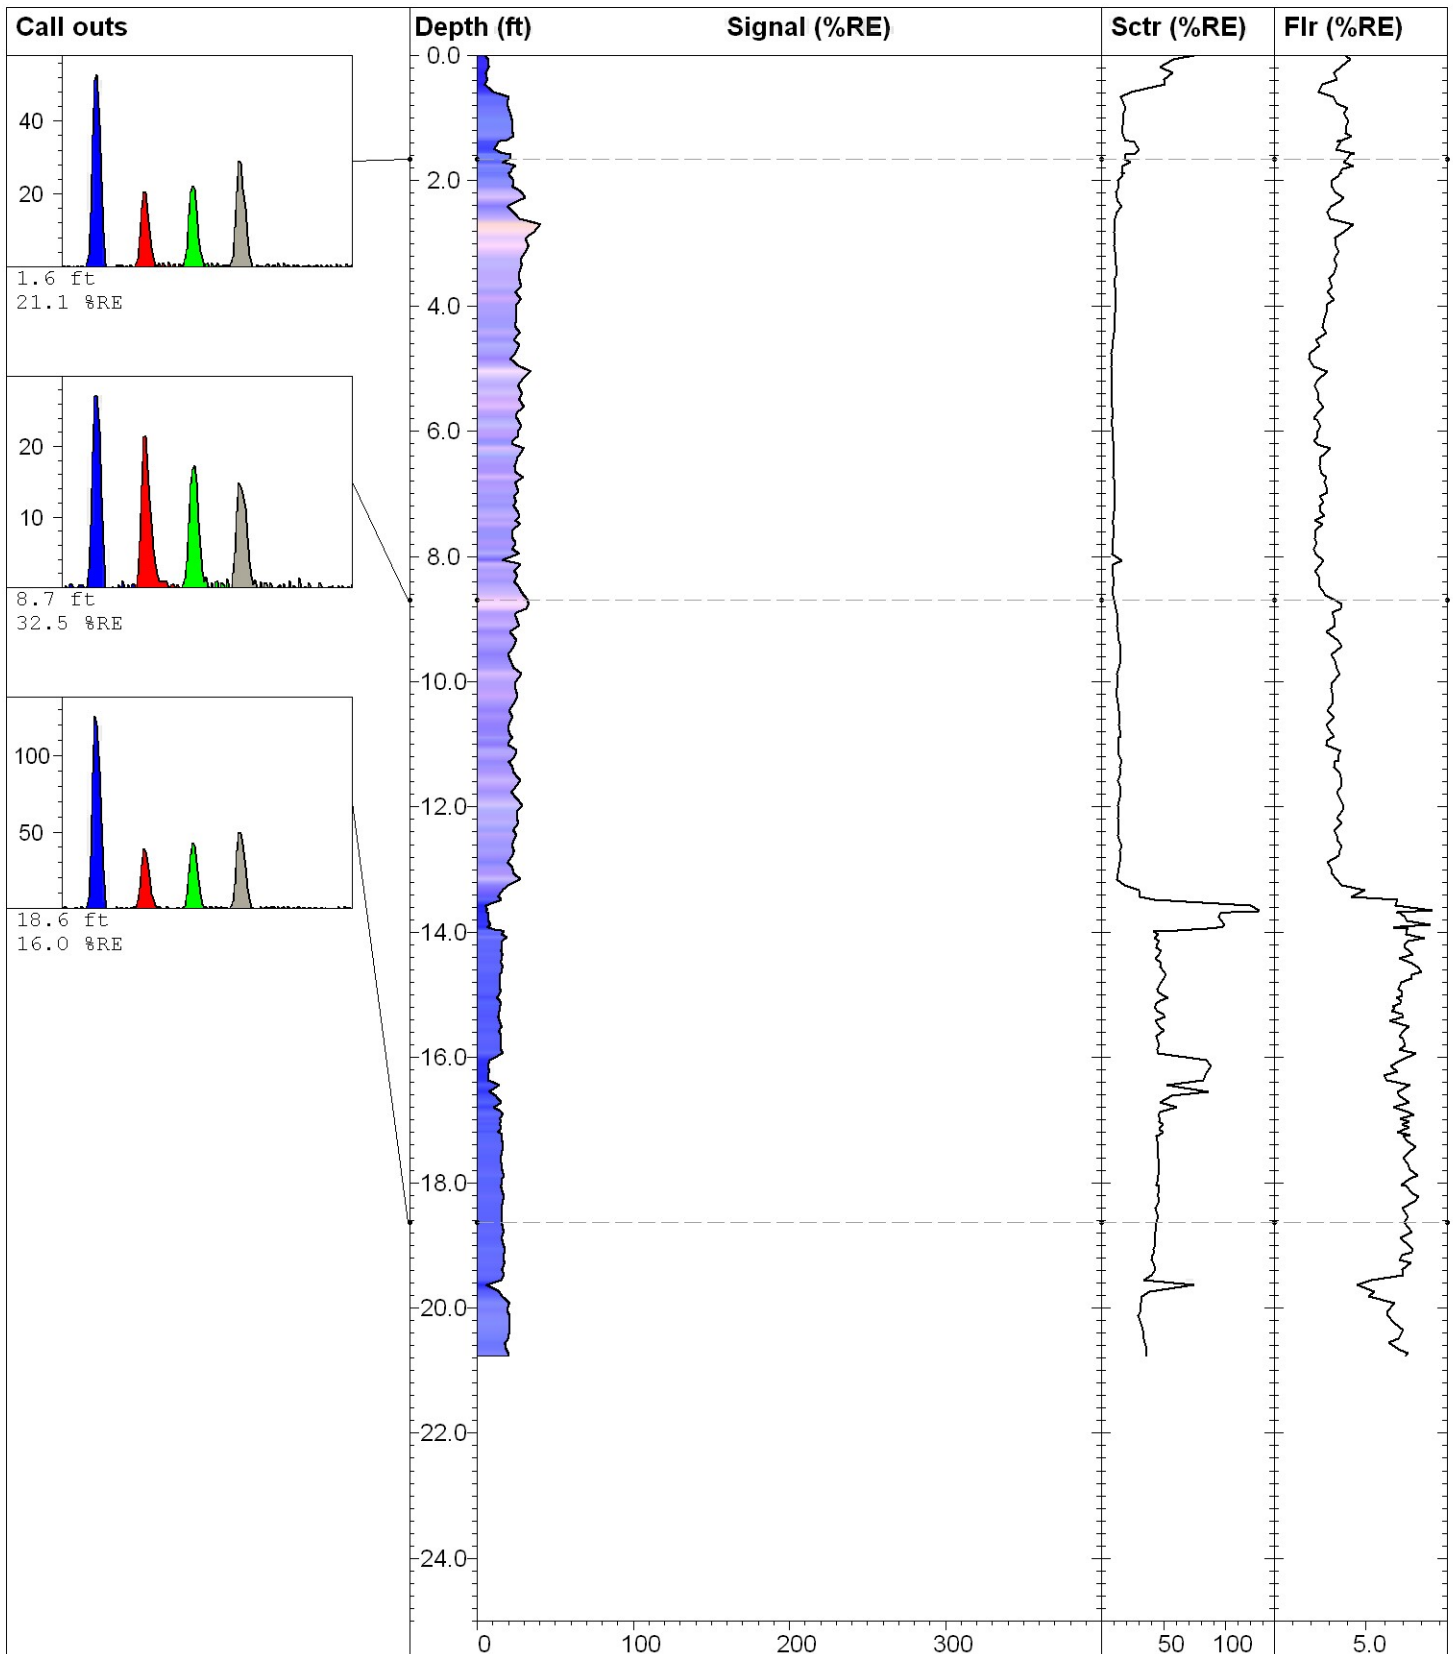 Call outs
Depth (ft)
Signal (%RE)
Sctr (%RE)
Flr (%RE)
40
20
1.6 ft
21.1 %RE
20
10
8.7 ft
32.5 %RE
100
50
18.6 ft
16.0 %RE
0.0
2.0
4.0
6.0
8.0
10.0
12.0
14.0
16.0
18.0
20.0
22.0
24.0
0 100 200 300
50 100
5.0